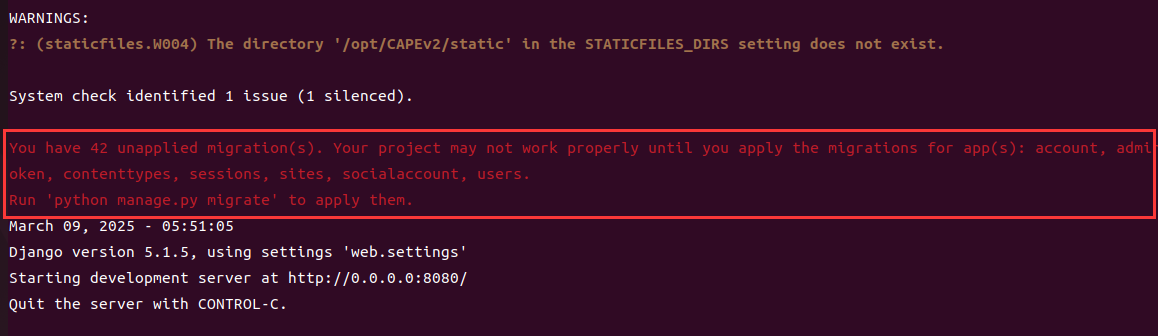 WARNINGS:
?: (staticfiles.W004) The directory '/opt/CAPEv2/static' in the STATICFILES_DIRS setting does not exist.
System check identified 1 issue (1 silenced).
You have 42 unapplied migration(s). Your project may not work properly until you apply the migrations for app(s): account, admi
oken, contenttypes, sessions, sites, socialaccount, users.
Run 'python manage.py migrate' to apply them.
March 09, 2025 - 05:51:05
Django version 5.1.5, using settings 'web.settings'
Starting development server at http://0.0.0.0:8080/
Quit the server with CONTROL-C.